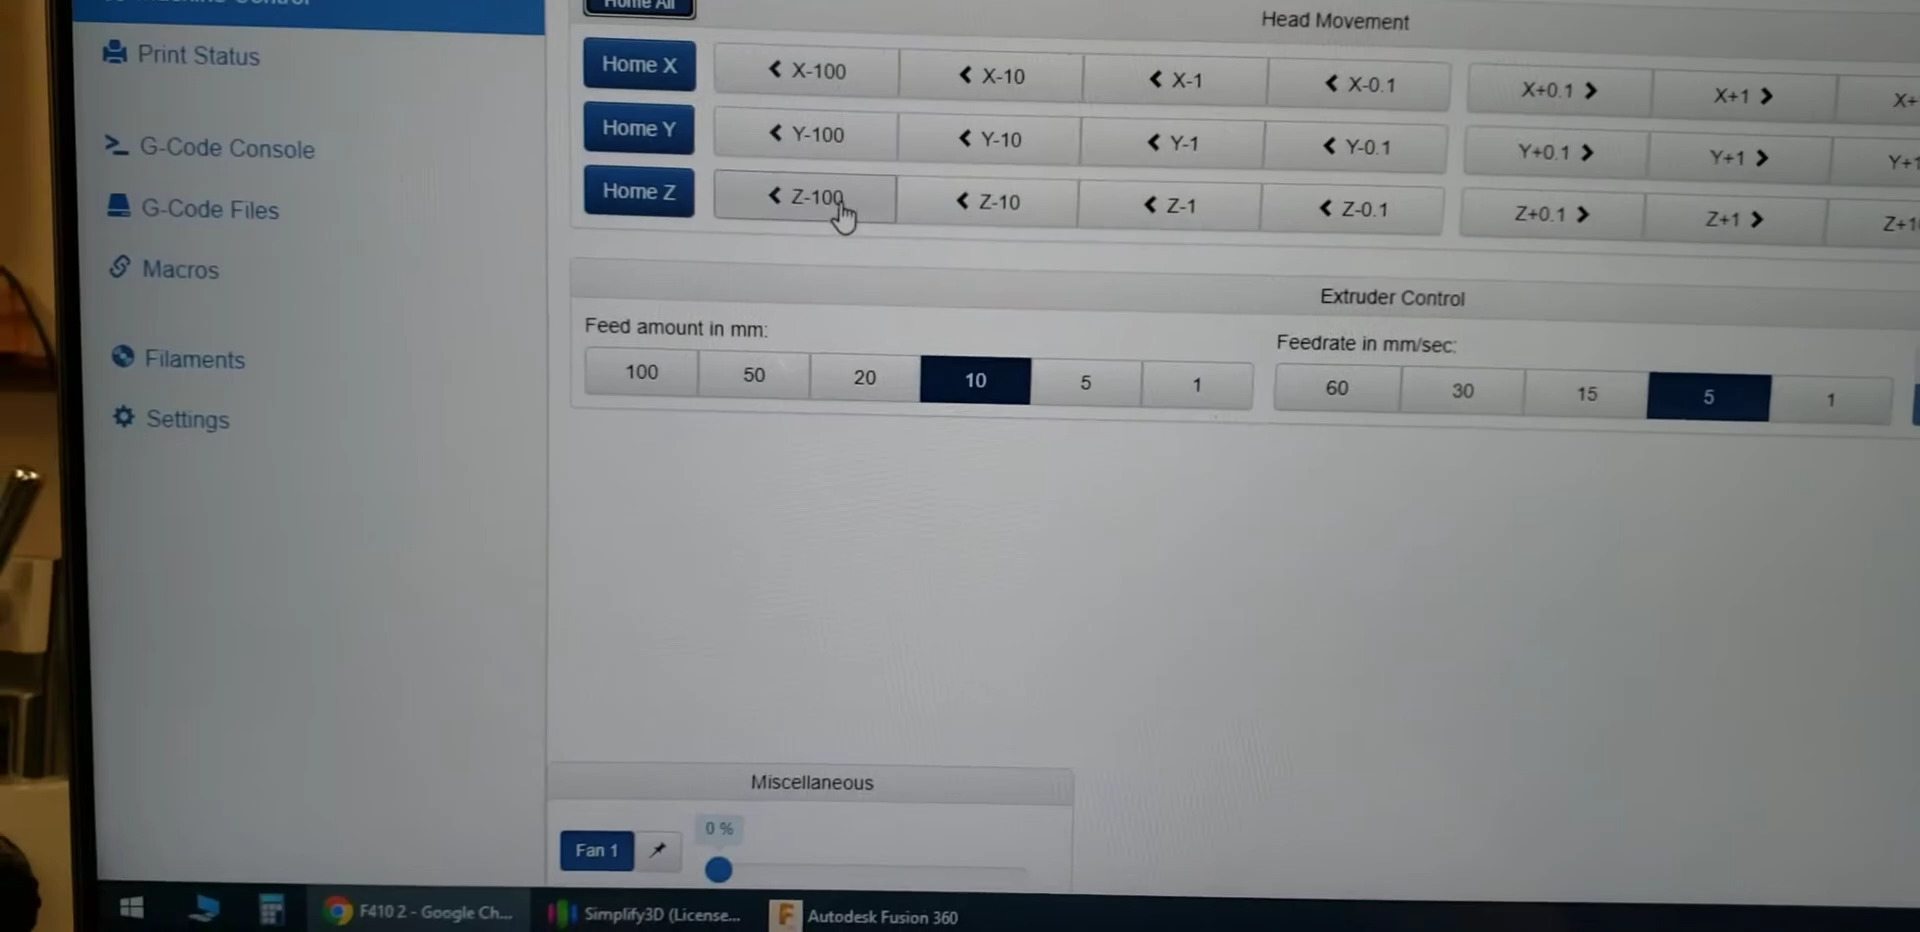 Home All
Head Movement
Print Status
Home X
X-100
X-10
X-1
X-0.1
X+0.1
X+1
X+
G-Code Console
Home Y
Y-100
Y-10
Y-1
Y-0.1
Y+0.1
Y+1
G-Code Files
Home Z
Z-100
Z-10
Z-1
Z-0.1
Z+0.1
Z+1
Macros
Extruder Control
Filaments
Feed amount in mm:
100
50
20
10
5
1
Feedrate in mm/sec:
60
30
15
5
1
Settings
Miscellaneous
0 %
Fan 1
F410 2 - Google Ch...
Simplify3D (License...
Autodesk Fusion 360